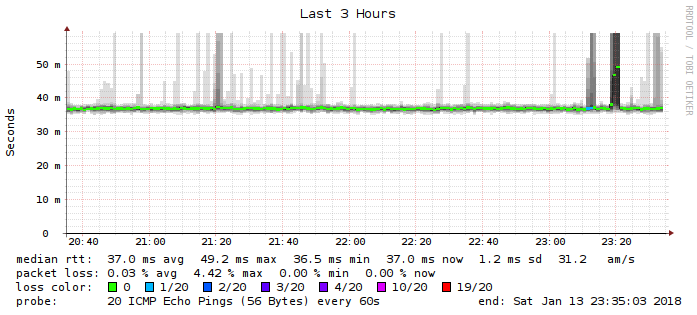 Last 3 Hours
RRDTOOL / TOBI OETIKER
Seconds
50 m
40 m
30 m
20 m
10 m
0
20:40 21:00 21:20 21:40 22:00 22:20 22:40 23:00 23:20
median rtt: 37.0 ms avg 49.2 ms max 36.5 ms min 37.0 ms now 1.2 ms sd 31.2 am/s
packet loss: 0.03 % avg 4.42 % max 0.00 % min 0.00 % now
loss color: 0 1/20 2/20 3/20 4/20 10/20 19/20
probe: 20 ICMP Echo Pings (56 Bytes) every 60s end: Sat Jan 13 23:35:03 2018